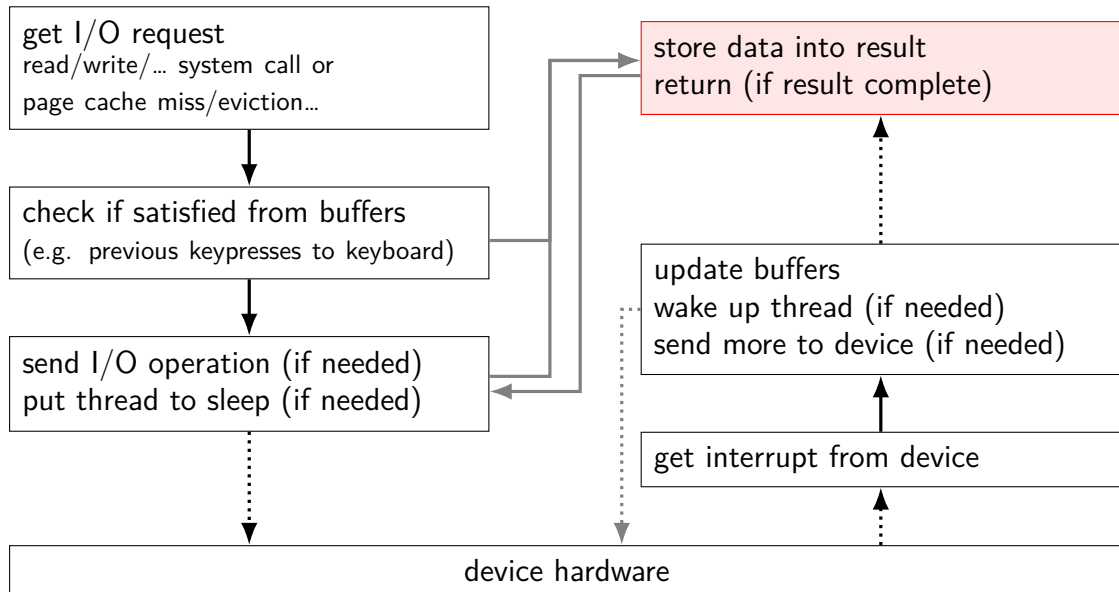 get I/O request
read/write/… system call or
page cache miss/eviction…
check if satisfied from buffers
(e.g. previous keypresses to keyboard)
send I/O operation (if needed)
put thread to sleep (if needed)
store data into result
return (if result complete)
update buffers
wake up thread (if needed)
send more to device (if needed)
get interrupt from device
device hardware